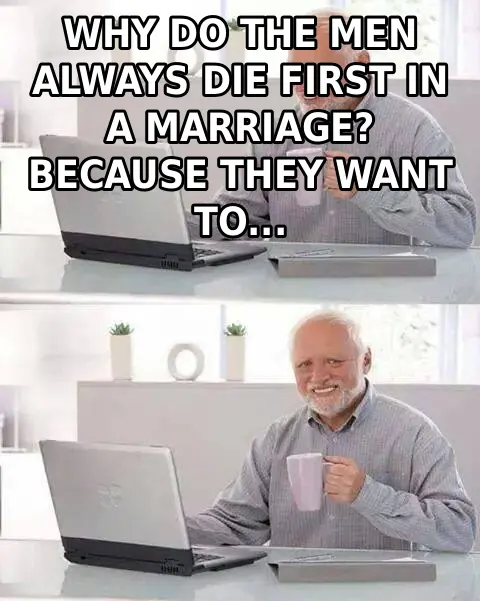 WHY DO THE MEN
ALWAYS DIE FIRST IN
A MARRIAGE?
BECAUSE THEY WANT
TO...